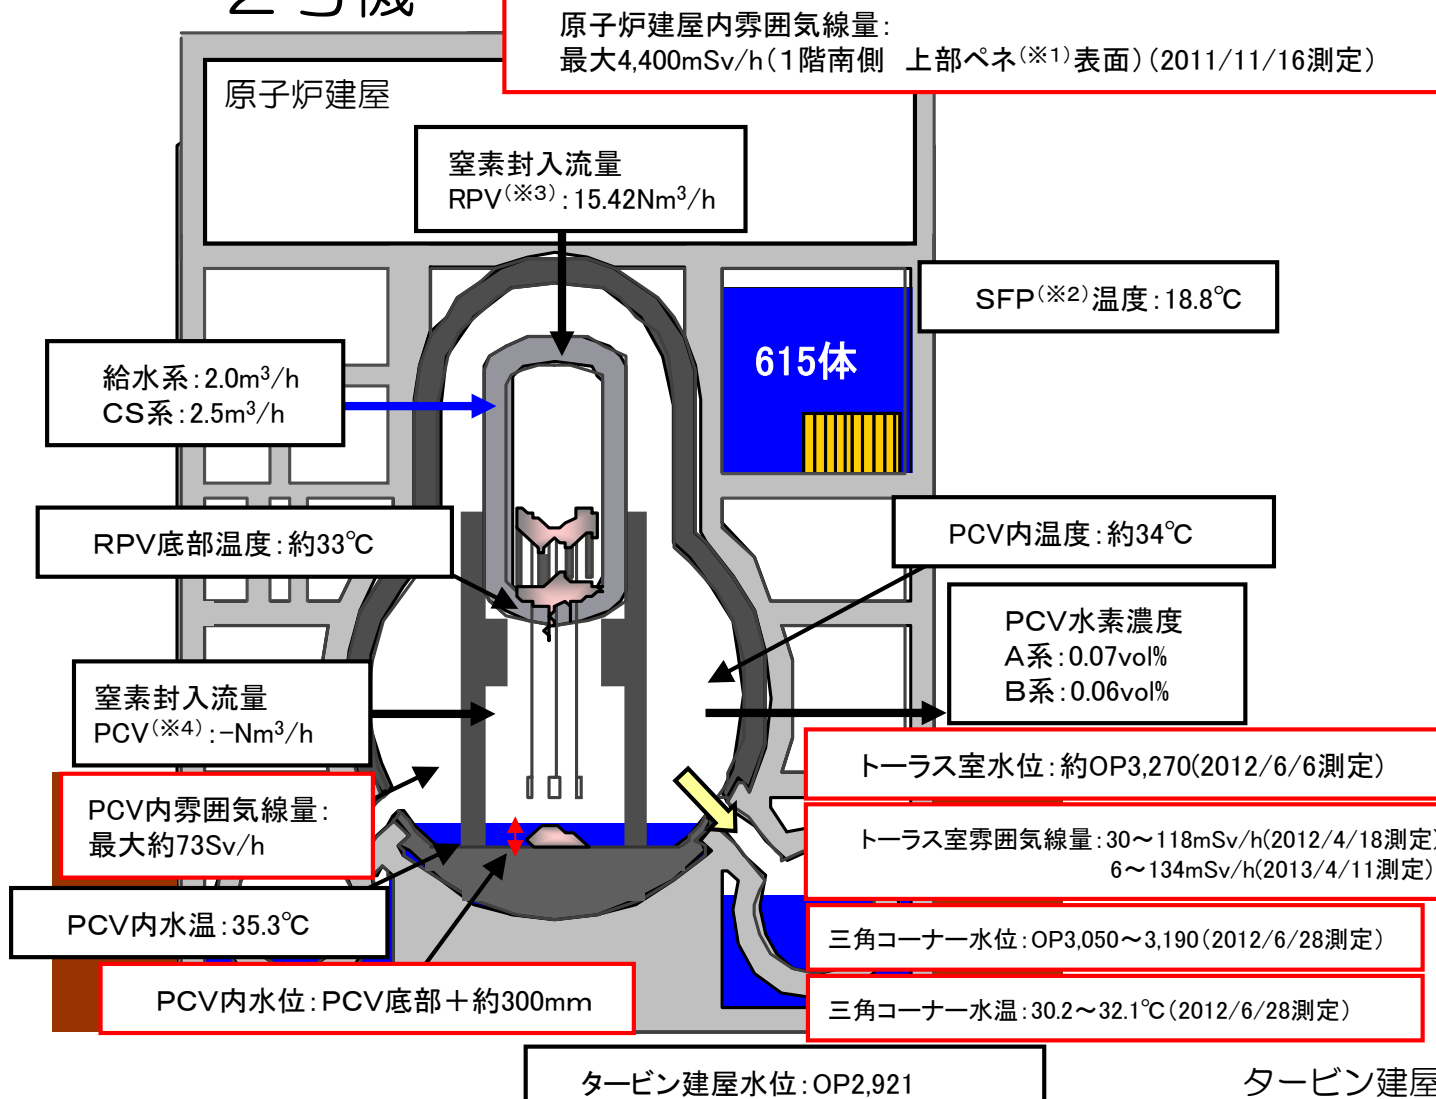 2号機
原子炉建屋内雰囲気線量：
最大4,400mSv/h（1階南側　上部ペネ(※1)表面）（2011/11/16測定）
原子炉建屋
窒素封入流量
RPV(※3)：15.42Nm³/h
SFP(※2)温度：18.8℃
615体
給水系：2.0m³/h
CS系：2.5m³/h
RPV底部温度：約33℃
PCV内温度：約34℃
PCV水素濃度
A系：0.07vol%
B系：0.06vol%
窒素封入流量
PCV(※4)：-Nm³/h
トーラス室水位：約OP3,270(2012/6/6測定)
PCV内雰囲気線量：
最大約73Sv/h
トーラス室雰囲気線量：30～118mSv/h(2012/4/18測定)
6～134mSv/h(2013/4/11測定)
PCV内水温：35.3℃
三角コーナー水位：OP3,050～3,190（2012/6/28測定）
PCV内水位：PCV底部＋約300mm
三角コーナー水温：30.2～32.1℃（2012/6/28測定）
タービン建屋水位：OP2,921
タービン建屋